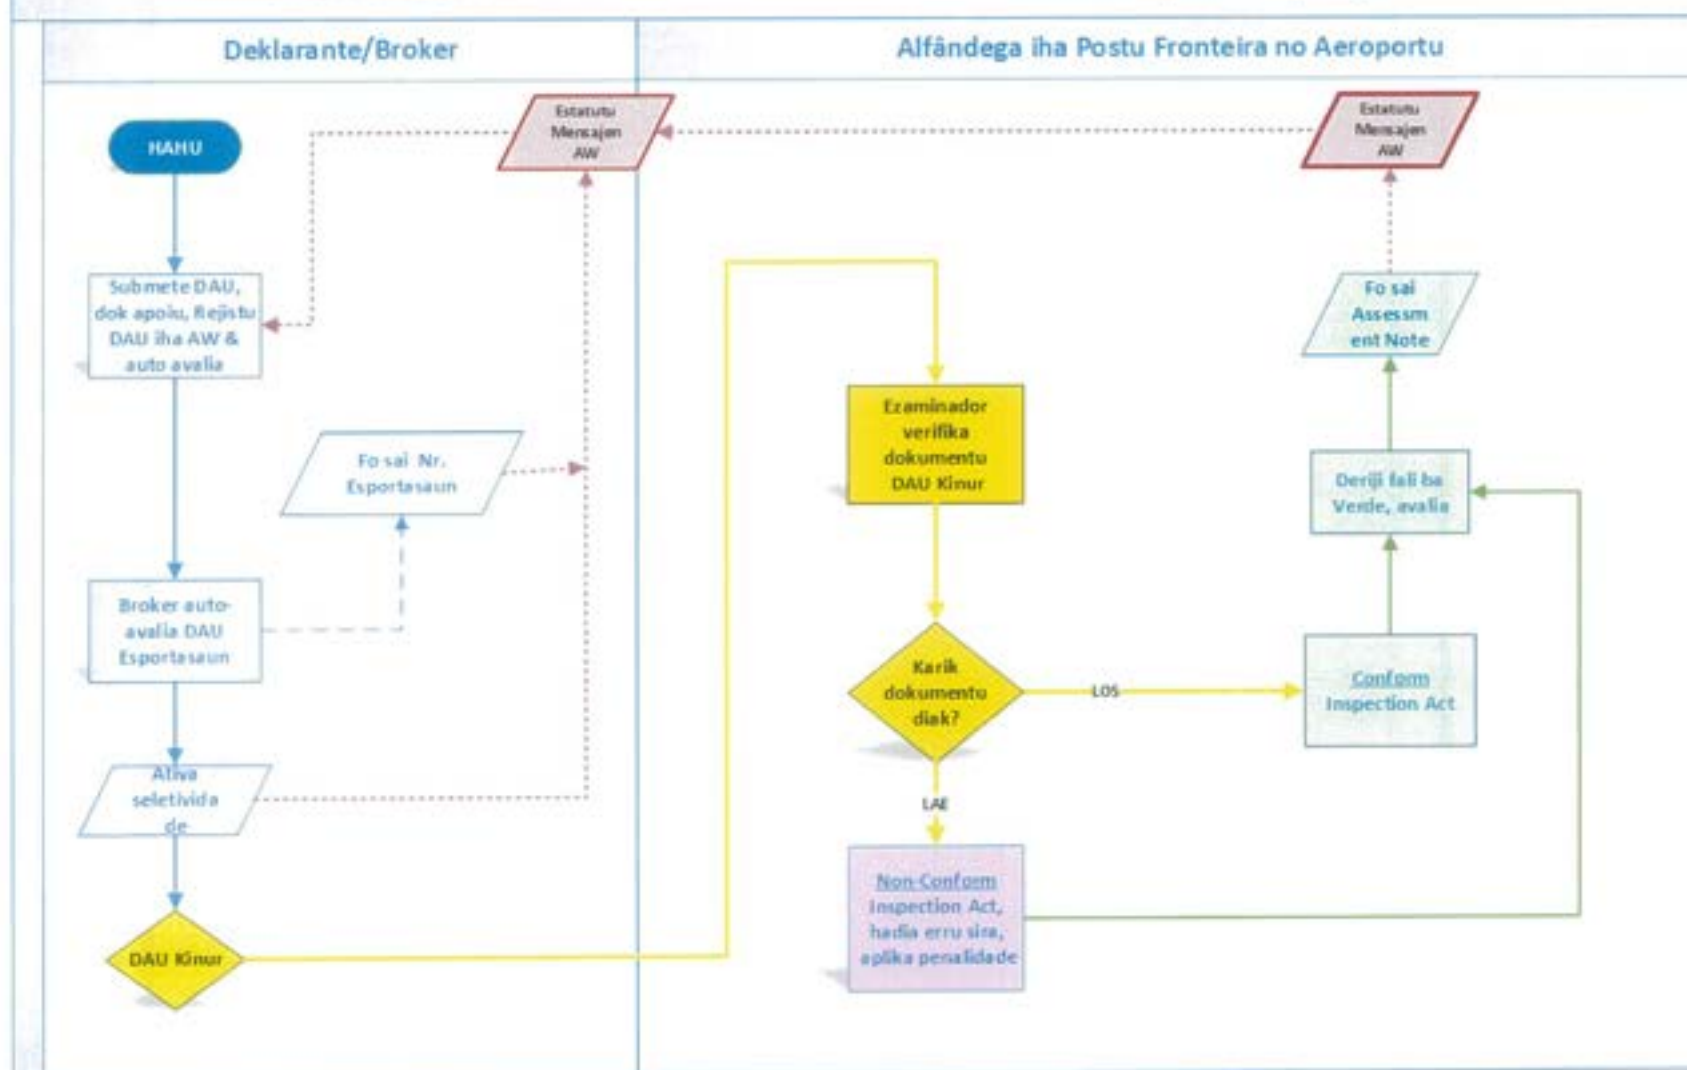 Deklarante/Broker
Alfândega iha Postu Fronteira no Aeroportu
HAHU
Estatutu
Mensajen
AW
Estatutu
Mensajen
AW
Submete DAU,
dok apoiu, Rejistu
DAU iha AW &
auto avalia
Fo sai Nr.
Esportasaun
Broker auto-
avalia DAU
Esportasaun
Ativa
seletivida
de
DAU Kinur
Ezaminador
verifika
dokumentu
DAU Kinur
Karik
dokumentu
diak?
LOS
LAE
Non-Conform
Inspection Act,
hadia erru sira,
aplika penalidade
Fo sai
Assessm
ent Note
Deriji fali ba
Verde, avalia
Conform
Inspection Act